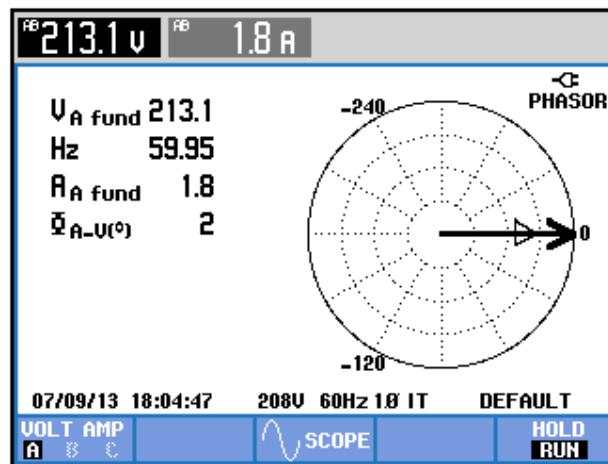 AB 213.1 V AB 1.8 A
PHASOR
V A fund 213.1
Hz 59.95
A A fund 1.8
Φ A-V(°) 2
-240
0
-120
07/09/13 18:04:47 208V 60Hz 1Ø IT DEFAULT
VOLT AMP
A B C
SCOPE
HOLD
RUN